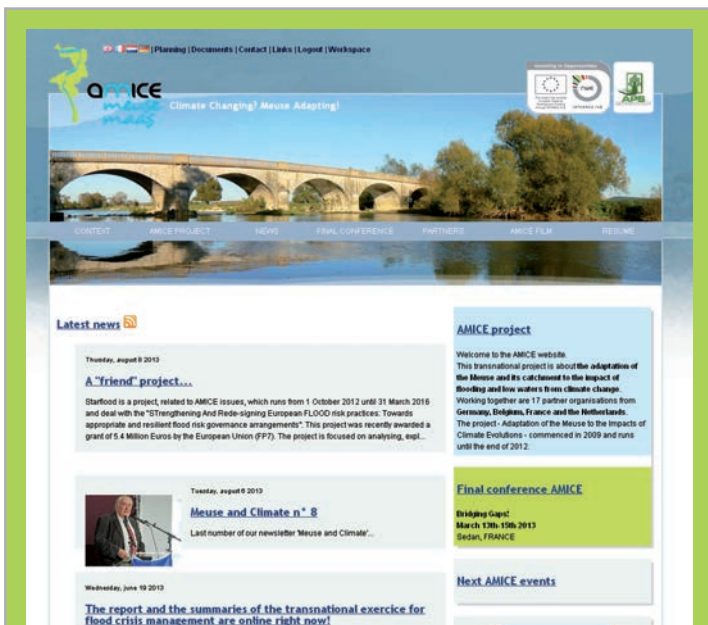 | Planning | Documents | Contact | Links | Logout | Workspace
AMICE
meuse
maas
Climate Changing? Meuse Adapting!
Investing in Opportunities
nwe
INTERREG IVB
APS
CONTEXT AMICE PROJECT NEWS FINAL CONFERENCE PARTNERS AMICE FILM RESUME
Latest news
Thursday, august 8 2013
A "friend" project...
Starflood is a project, related to AMICE issues, which runs from 1 October 2012 until 31 March 2016
and deal with the "STrengthening And Rede-signing European FLOOD risk practices: Towards
appropriate and resilient flood risk governance arrangements". This project was recently awarded a
grant of 5.4 Million Euros by the European Union (FP7). The project is focused on analysing, expl...
Tuesday, august 6 2013
Meuse and Climate n° 8
Last number of our newsletter 'Meuse and Climate'...
Wednesday, june 19 2013
The report and the summaries of the transnational exercice for
flood crisis management are online right now!
AMICE project
Welcome to the AMICE website.
This transnational project is about the adaptation of
the Meuse and its catchment to the impact of
flooding and low waters from climate change.
Working together are 17 partner organisations from
Germany, Belgium, France and the Netherlands.
The project - Adaptation of the Meuse to the Impacts of
Climate Evolutions - commenced in 2009 and runs
until the end of 2012.
Final conference AMICE
Bridging Gaps!
March 13th-15th 2013
Sedan, FRANCE
Next AMICE events